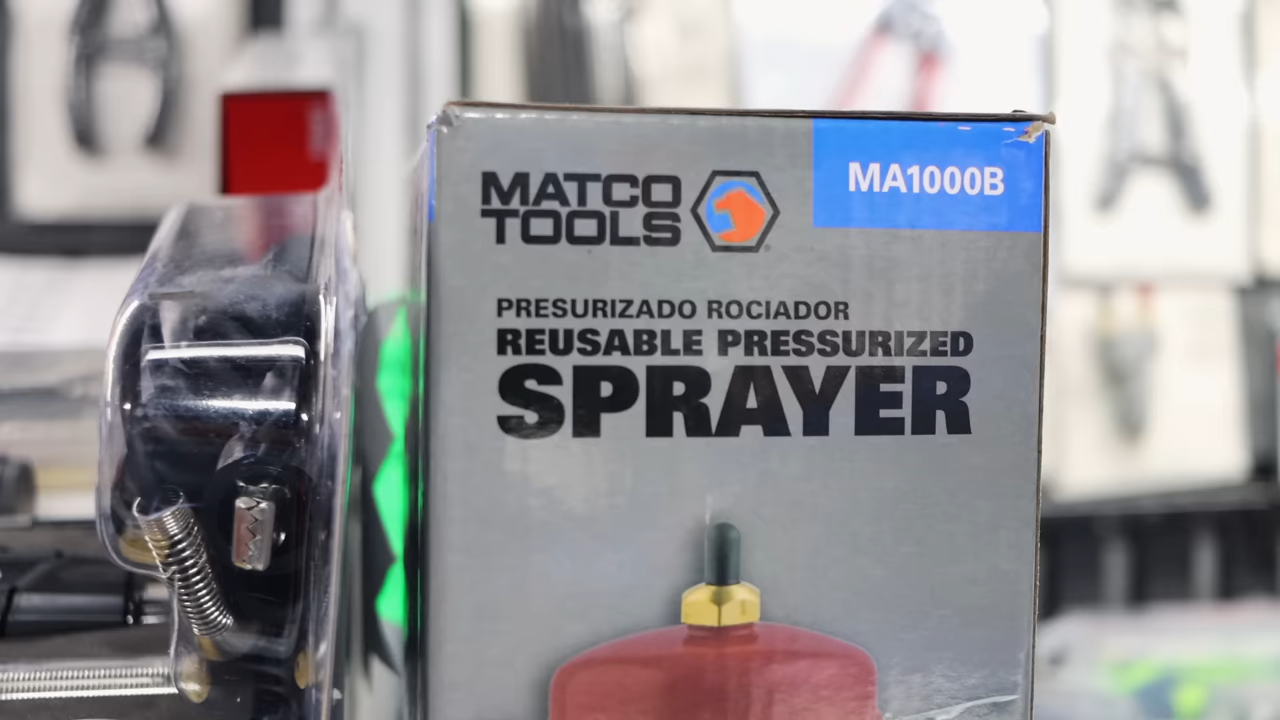 MATCO
TOOLS
MA1000B
PRESURIZADO ROCIADOR
REUSABLE PRESSURIZED
SPRAYER